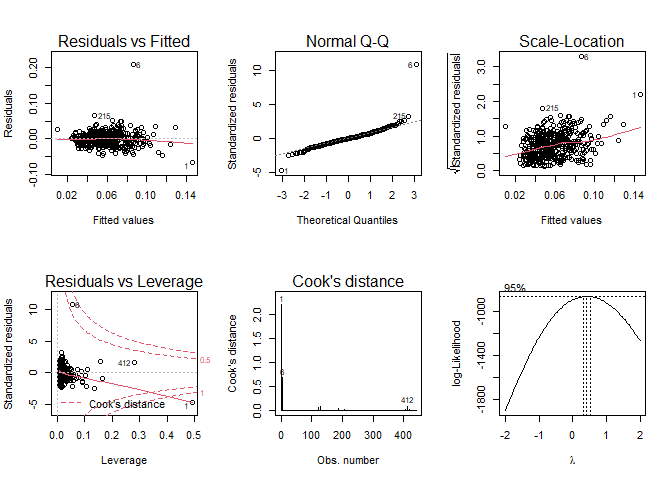 Residuals vs Fitted
Residuals
-0.10 0.00 0.10 0.20
6
215
1
0.02 0.06 0.10 0.14
Fitted values
Normal Q-Q
Standardized residuals
-5 0 5 10
6
215
1
-3 -2 -1 0 1 2 3
Theoretical Quantiles
Scale-Location
√|Standardized residuals|
0.0 1.0 2.0 3.0
6
1
215
0.02 0.06 0.10 0.14
Fitted values
Residuals vs Leverage
Standardized residuals
-5 0 5 10
6
412
1
0.5
1
Cook's distance
0.0 0.1 0.2 0.3 0.4 0.5
Leverage
Cook's distance
Cook's distance
0.0 0.5 1.0 1.5 2.0
1
6
412
0 100 200 300 400
Obs. number
95%
log-Likelihood
-1800 -1400 -1000
-2 -1 0 1 2
λ